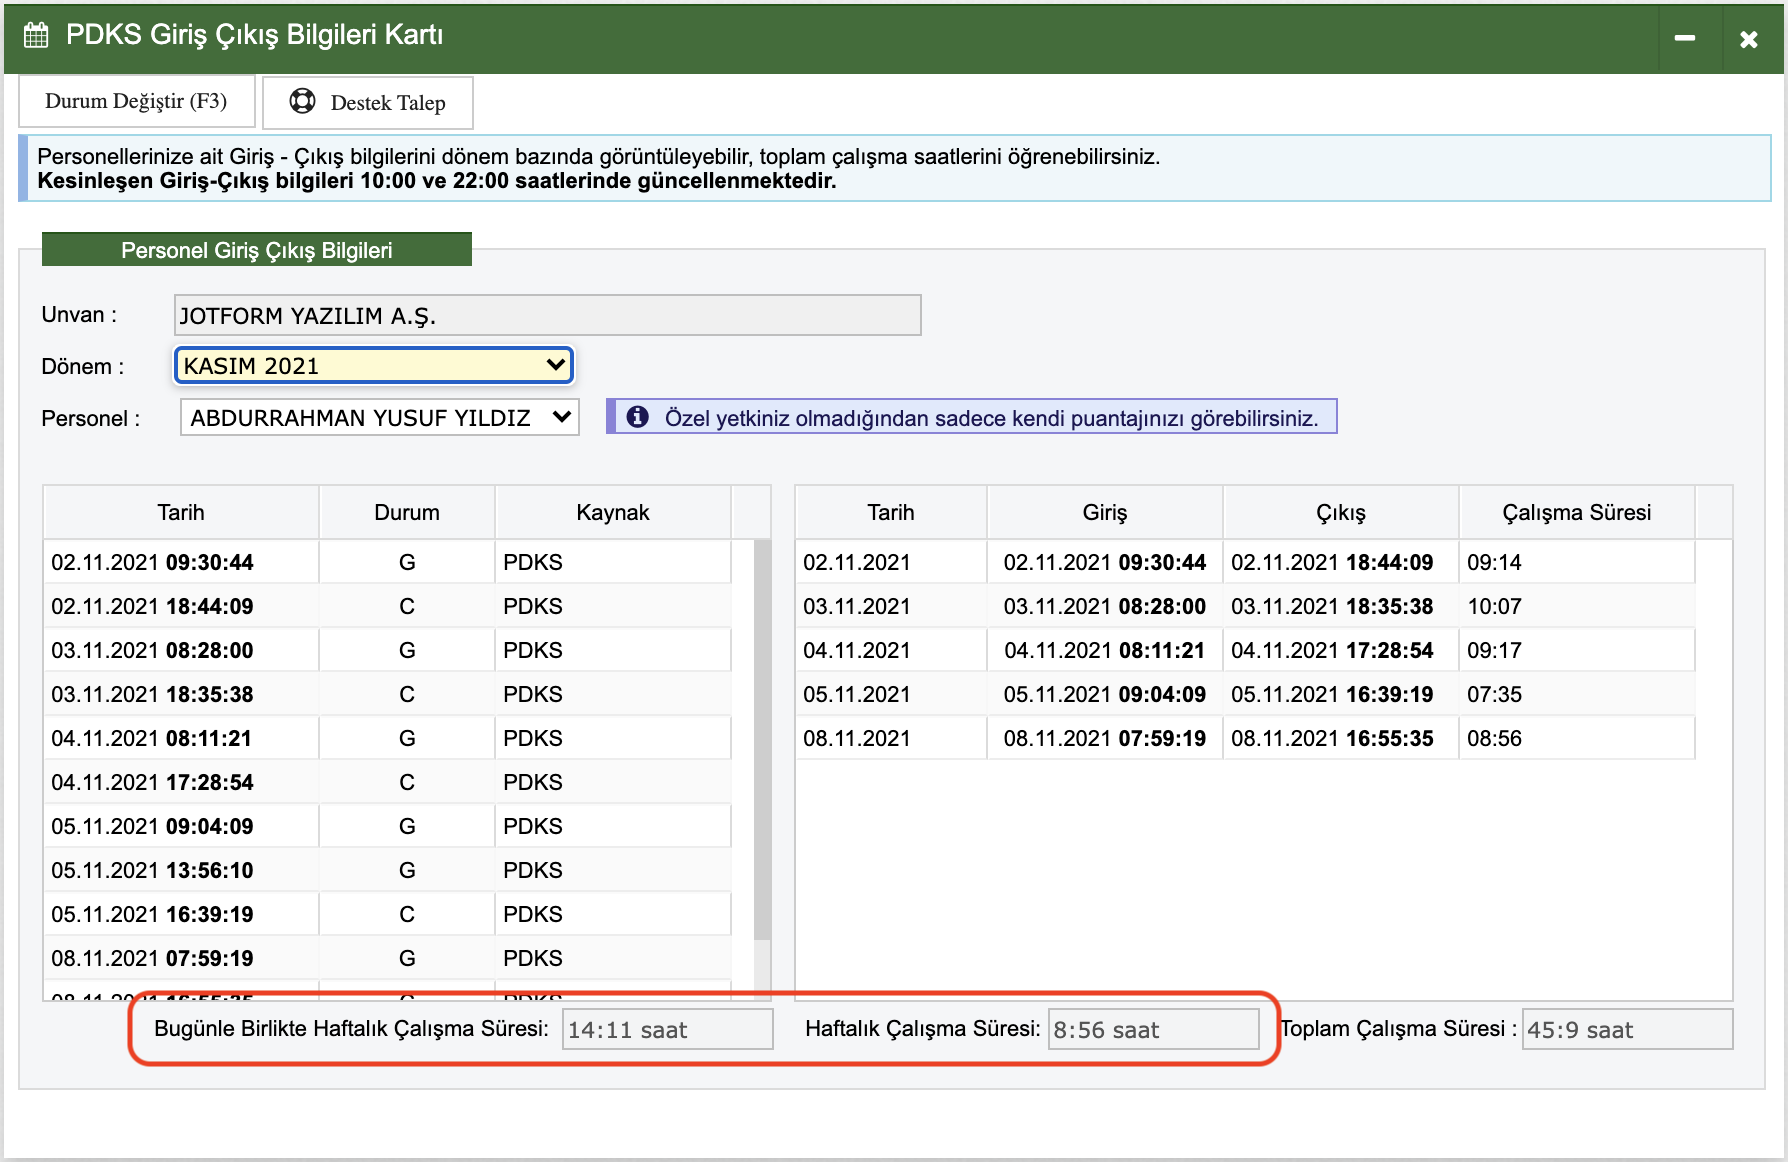 PDKS Giriş Çıkış Bilgileri Kartı
Durum Değiştir (F3) Destek Talep
Personellerinize ait Giriş - Çıkış bilgilerini dönem bazında görüntüleyebilir, toplam çalışma saatlerini öğrenebilirsiniz.
Kesinleşen Giriş-Çıkış bilgileri 10:00 ve 22:00 saatlerinde güncellenmektedir.
Personel Giriş Çıkış Bilgileri
Unvan : JOTFORM YAZILIM A.Ş.
Dönem : KASIM 2021
Personel : ABDURRAHMAN YUSUF YILDIZ Özel yetkiniz olmadığından sadece kendi puantajınızı görebilirsiniz.
Tarih Durum Kaynak
02.11.2021 09:30:44 G PDKS
02.11.2021 18:44:09 C PDKS
03.11.2021 08:28:00 G PDKS
03.11.2021 18:35:38 C PDKS
04.11.2021 08:11:21 G PDKS
04.11.2021 17:28:54 C PDKS
05.11.2021 09:04:09 G PDKS
05.11.2021 13:56:10 G PDKS
05.11.2021 16:39:19 C PDKS
08.11.2021 07:59:19 G PDKS
08.11.2021 16:55:35 C PDKS
Tarih Giriş Çıkış Çalışma Süresi
02.11.2021 02.11.2021 09:30:44 02.11.2021 18:44:09 09:14
03.11.2021 03.11.2021 08:28:00 03.11.2021 18:35:38 10:07
04.11.2021 04.11.2021 08:11:21 04.11.2021 17:28:54 09:17
05.11.2021 05.11.2021 09:04:09 05.11.2021 16:39:19 07:35
08.11.2021 08.11.2021 07:59:19 08.11.2021 16:55:35 08:56
Bugünle Birlikte Haftalık Çalışma Süresi: 14:11 saat Haftalık Çalışma Süresi: 8:56 saat Toplam Çalışma Süresi : 45:9 saat